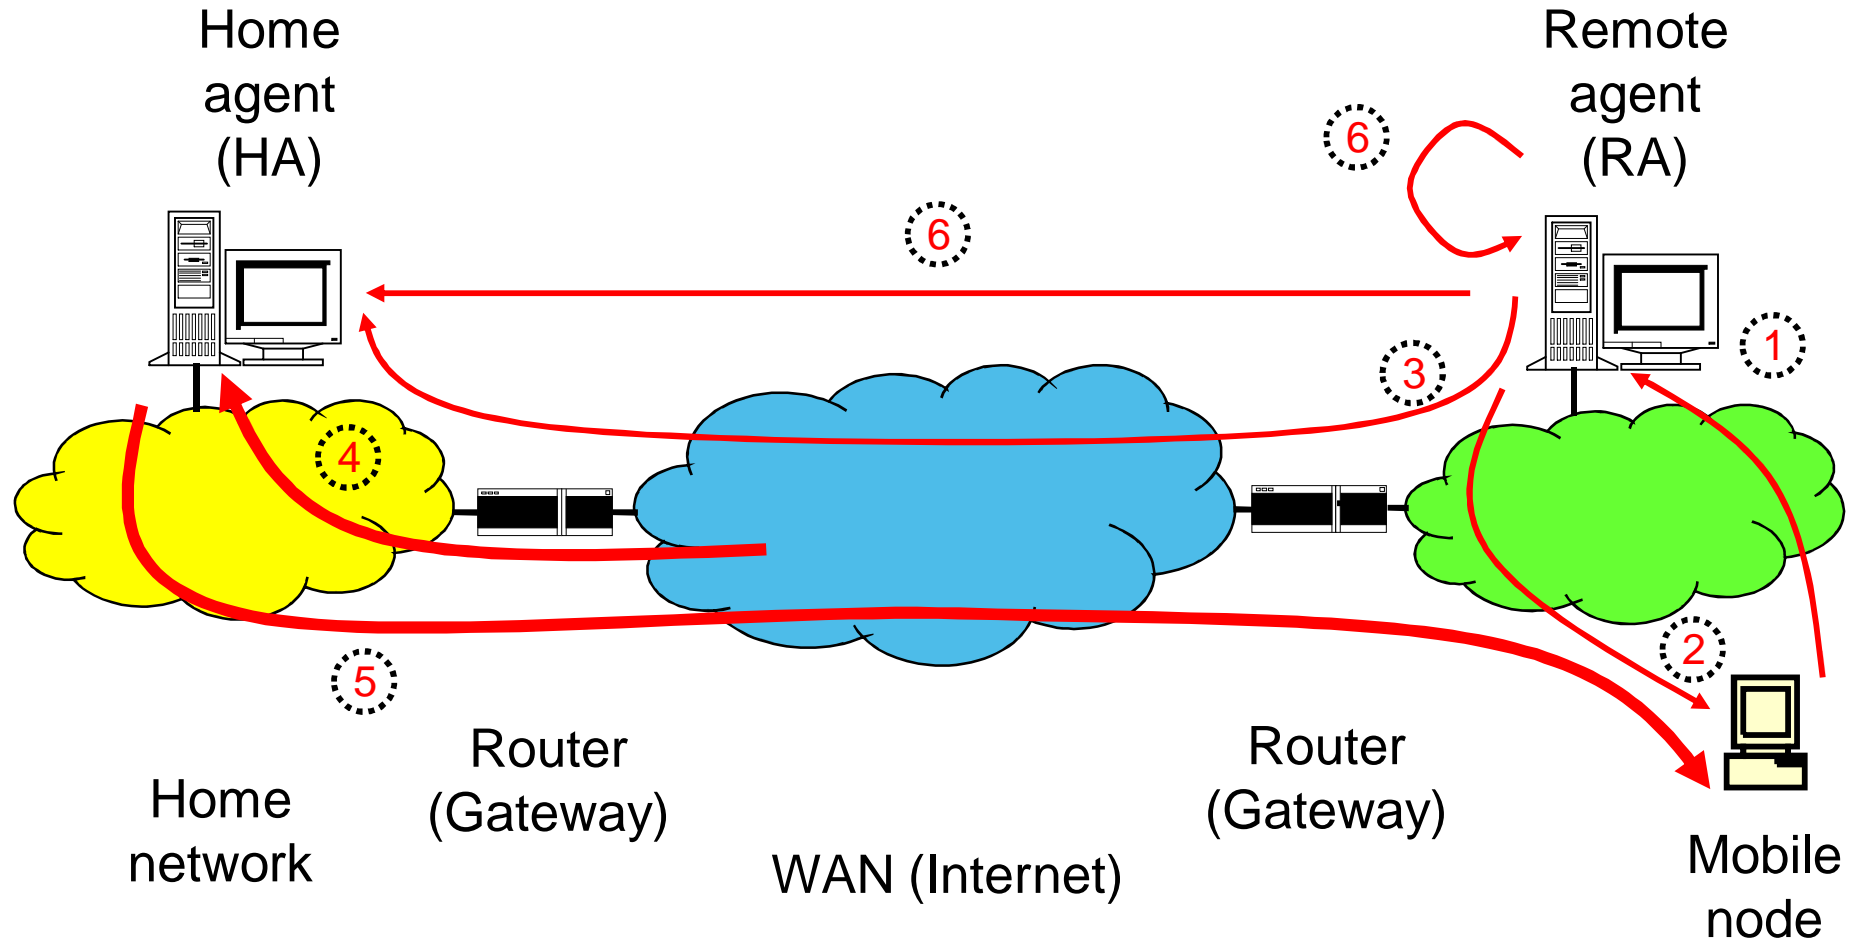 Home
agent
(HA)
Remote
agent
(RA)
6
6
1
3
4
2
5
Router
(Gateway)
Router
(Gateway)
Home
network
WAN (Internet)
Mobile
node